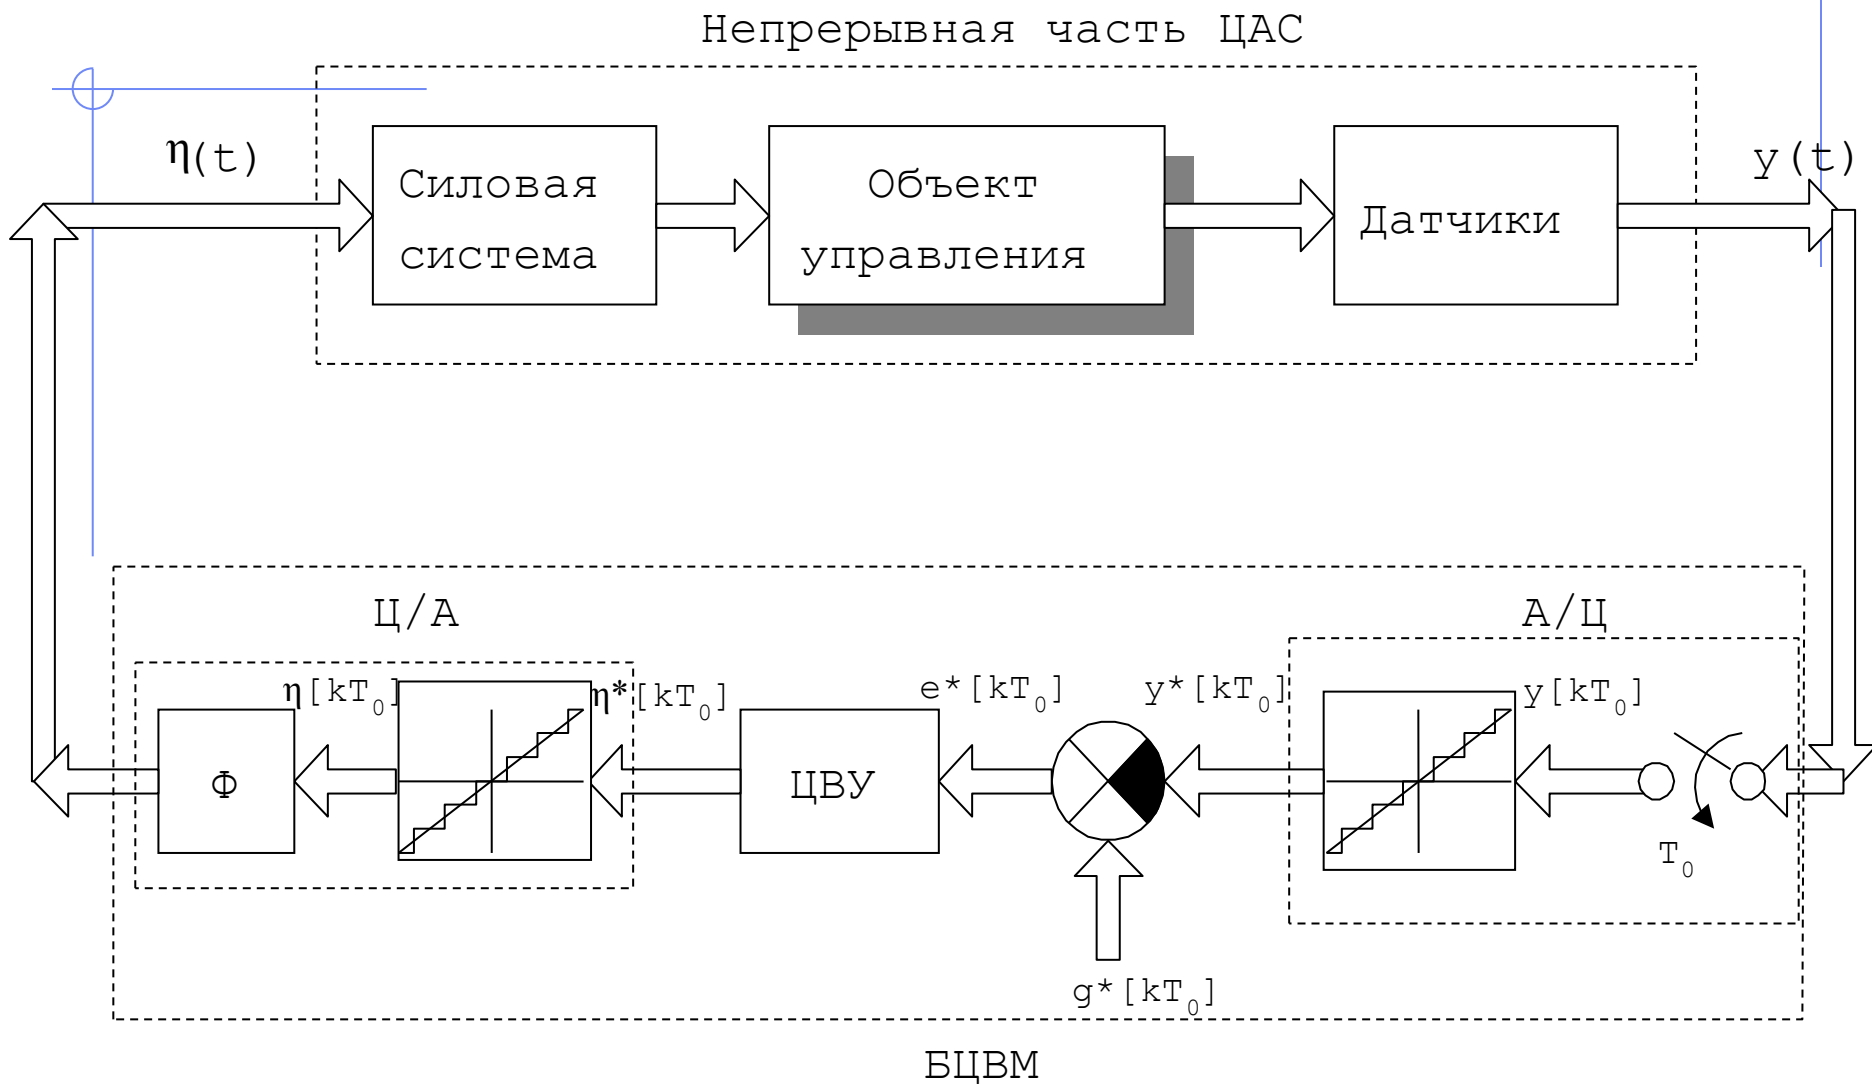 Непрерывная часть ЦАС
η(t)
y(t)
Силовая
система
Объект
управления
Датчики
Ц/А
А/Ц
η[kT₀]
η*[kT₀]
e*[kT₀]
y*[kT₀]
y[kT₀]
Ф
ЦВУ
T₀
g*[kT₀]
БЦВМ